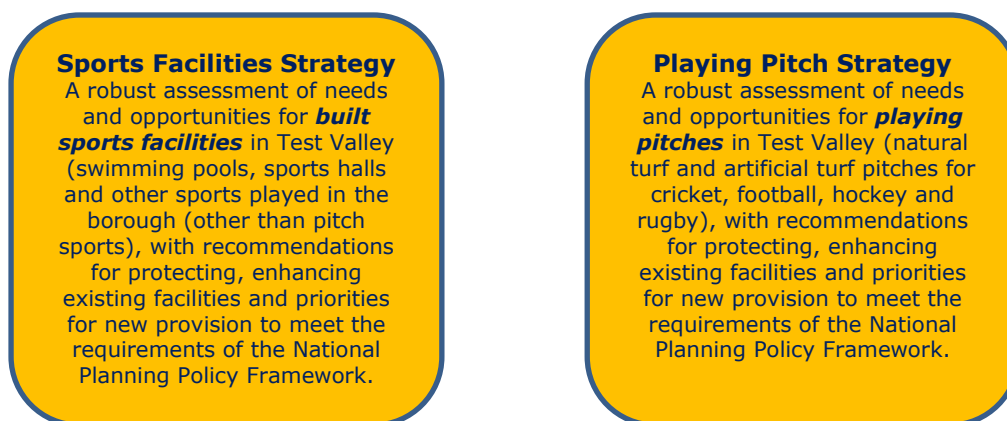 Sports Facilities Strategy
A robust assessment of needs
and opportunities for built
sports facilities in Test Valley
(swimming pools, sports halls
and other sports played in the
borough (other than pitch
sports), with recommendations
for protecting, enhancing
existing facilities and priorities
for new provision to meet the
requirements of the National
Planning Policy Framework.
Playing Pitch Strategy
A robust assessment of needs
and opportunities for playing
pitches in Test Valley (natural
turf and artificial turf pitches for
cricket, football, hockey and
rugby), with recommendations
for protecting, enhancing
existing facilities and priorities
for new provision to meet the
requirements of the National
Planning Policy Framework.